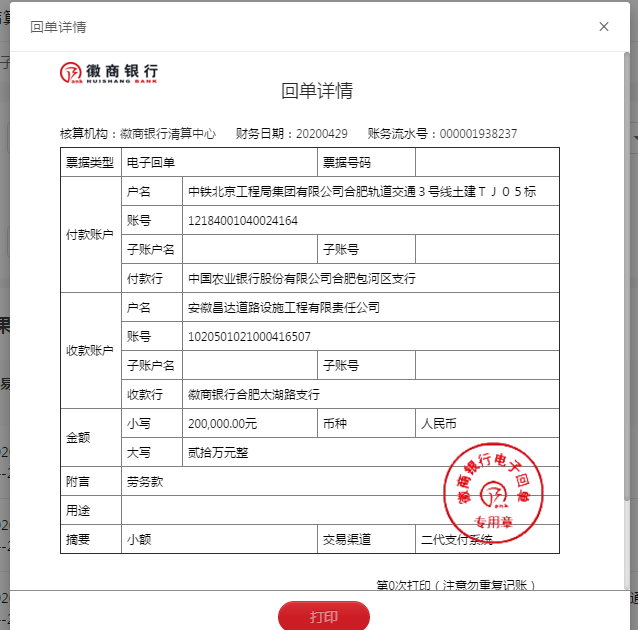 回单详情
×
徽商银行
HUISHANG BANK
回单详情
核算机构：徽商银行清算中心 财务日期：20200429 账务流水号：000001938237
票据类型 电子回单 票据号码
付款账户
户名 中铁北京工程局集团有限公司合肥轨道交通３号线土建ＴＪ０５标
账号 12184001040024164
子账户名 子账号
付款行 中国农业银行股份有限公司合肥包河区支行
收款账户
户名 安徽昌达道路设施工程有限责任公司
账号 1020501021000416507
子账户名 子账号
收款行 徽商银行合肥太湖路支行
金额
小写 200,000.00元 币种 人民币
大写 贰拾万元整
附言 劳务款
用途
摘要 小额 交易渠道 二代支付系统
徽商银行电子回单
专用章
第0次打印（注意勿重复记账）
打印